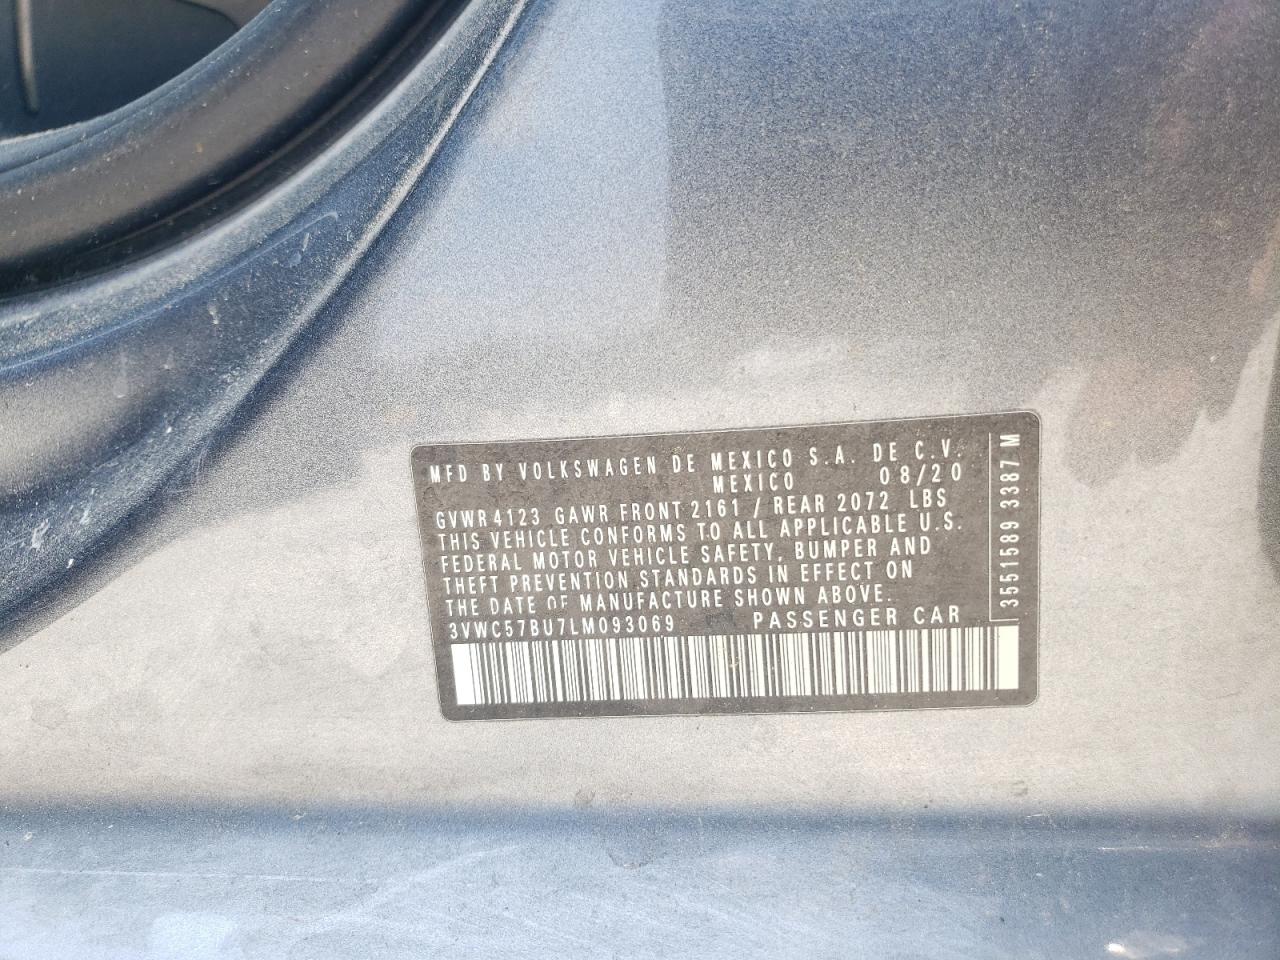 MFD BY VOLKSWAGEN DE MEXICO S.A. DE C.V.
MEXICO 08/20
GVWR 4123 GAWR FRONT 2161 / REAR 2072 LBS
THIS VEHICLE CONFORMS TO ALL APPLICABLE U.S.
FEDERAL MOTOR VEHICLE SAFETY, BUMPER AND
THEFT PREVENTION STANDARDS IN EFFECT ON
THE DATE OF MANUFACTURE SHOWN ABOVE.
3VWC57BU7LM093069 PASSENGER CAR
3551589 3387 M